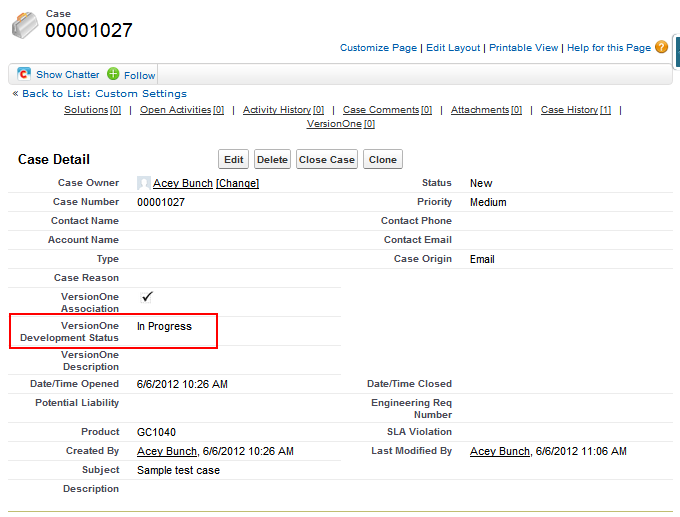 Case
00001027
Customize Page | Edit Layout | Printable View | Help for this Page ?
Show Chatter Follow
« Back to List: Custom Settings
Solutions [0] | Open Activities [0] | Activity History [0] | Case Comments [0] | Attachments [0] | Case History [1] |
VersionOne [0]
Case Detail Edit Delete Close Case Clone
Case Owner Acey Bunch [Change] Status New
Case Number 00001027 Priority Medium
Contact Name Contact Phone
Account Name Contact Email
Type Case Origin Email
Case Reason
VersionOne
Association
VersionOne In Progress
Development Status
VersionOne
Description
Date/Time Opened 6/6/2012 10:26 AM Date/Time Closed
Potential Liability Engineering Req
Number
Product GC1040 SLA Violation
Created By Acey Bunch, 6/6/2012 10:26 AM Last Modified By Acey Bunch, 6/6/2012 11:06 AM
Subject Sample test case
Description